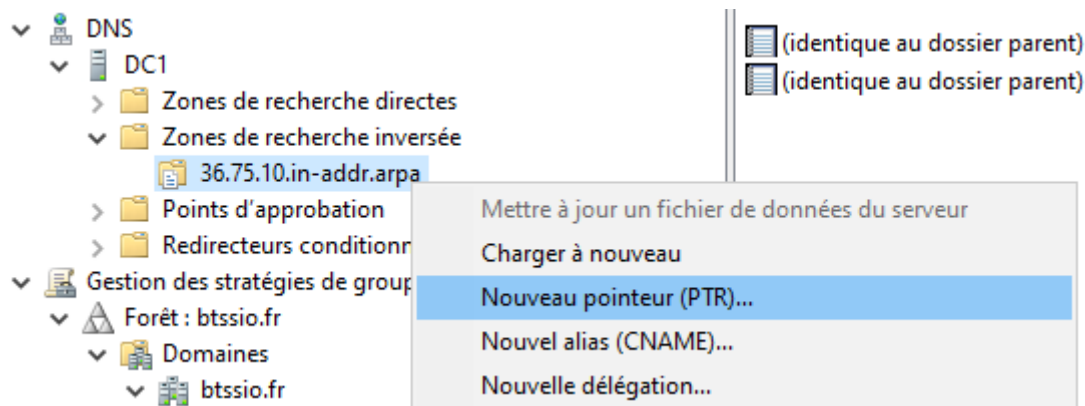 DNS
DC1
Zones de recherche directes
Zones de recherche inversée
36.75.10.in-addr.arpa
Points d'approbation
Redirecteurs conditionn
Gestion des stratégies de group
Forêt : btssio.fr
Domaines
btssio.fr
(identique au dossier parent)
(identique au dossier parent)
Mettre à jour un fichier de données du serveur
Charger à nouveau
Nouveau pointeur (PTR)...
Nouvel alias (CNAME)...
Nouvelle délégation...